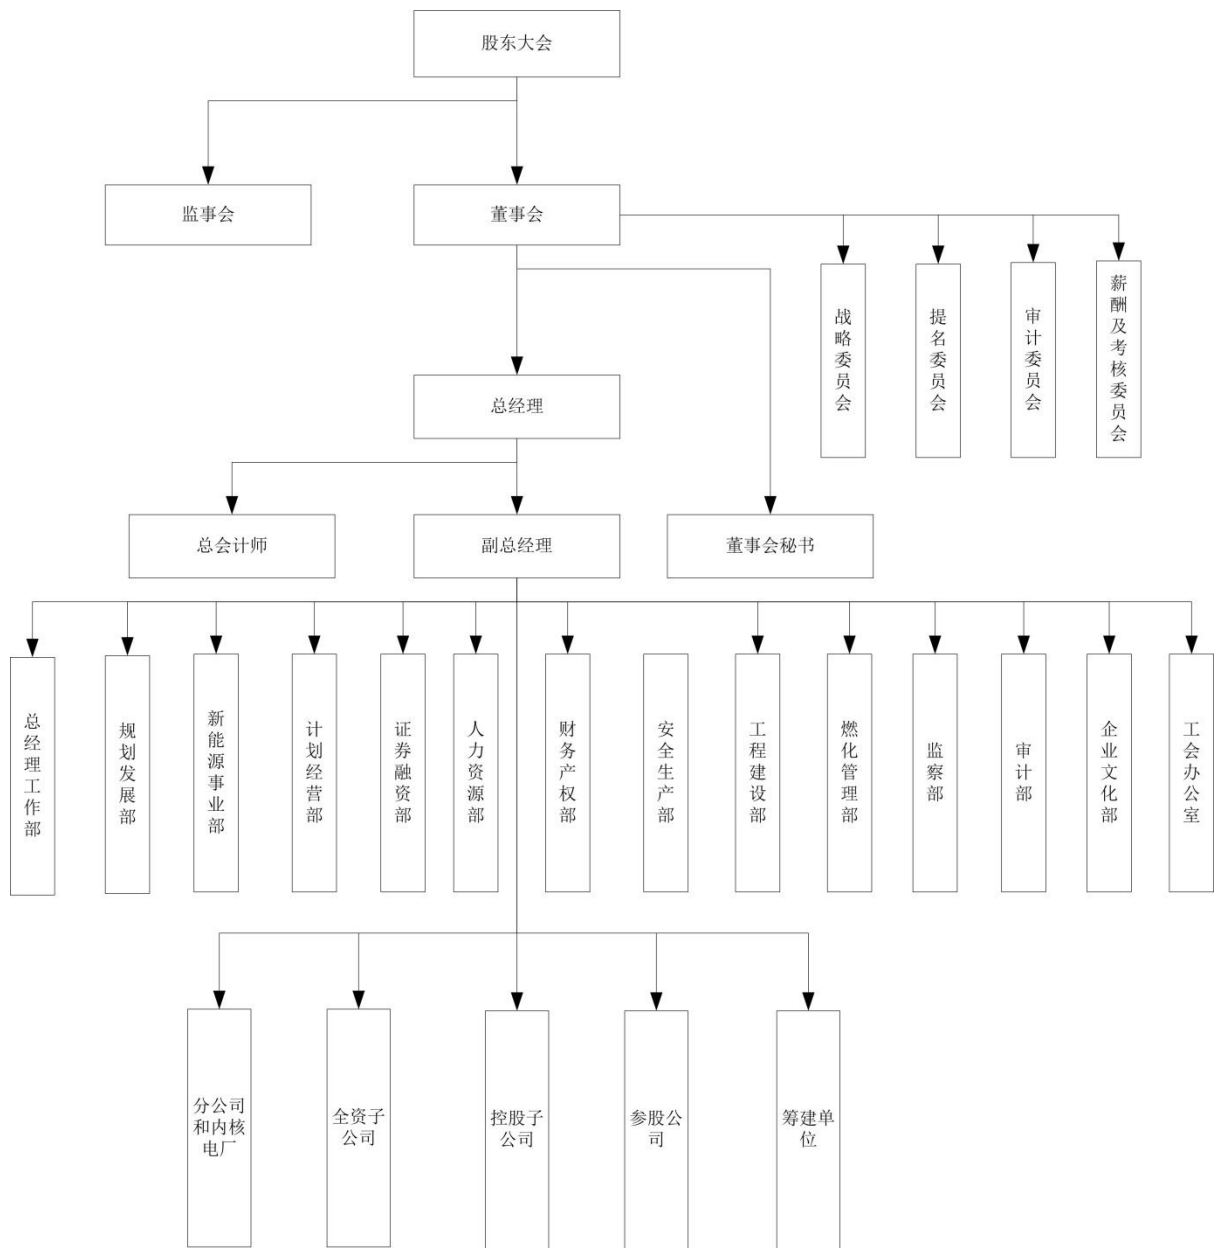 股东大会
监事会
董事会
战略委员会
提名委员会
审计委员会
薪酬及考核委员会
总经理
总会计师
副总经理
董事会秘书
总经理工作部
规划发展部
新能源事业部
计划经营部
证券融资部
人力资源部
财务产权部
安全生产部
工程建设部
燃化管理部
监察部
审计部
企业文化部
工会办公室
分公司
和内核
电厂
全资子
公司
控股子
公司
参股公
司
筹建单
位